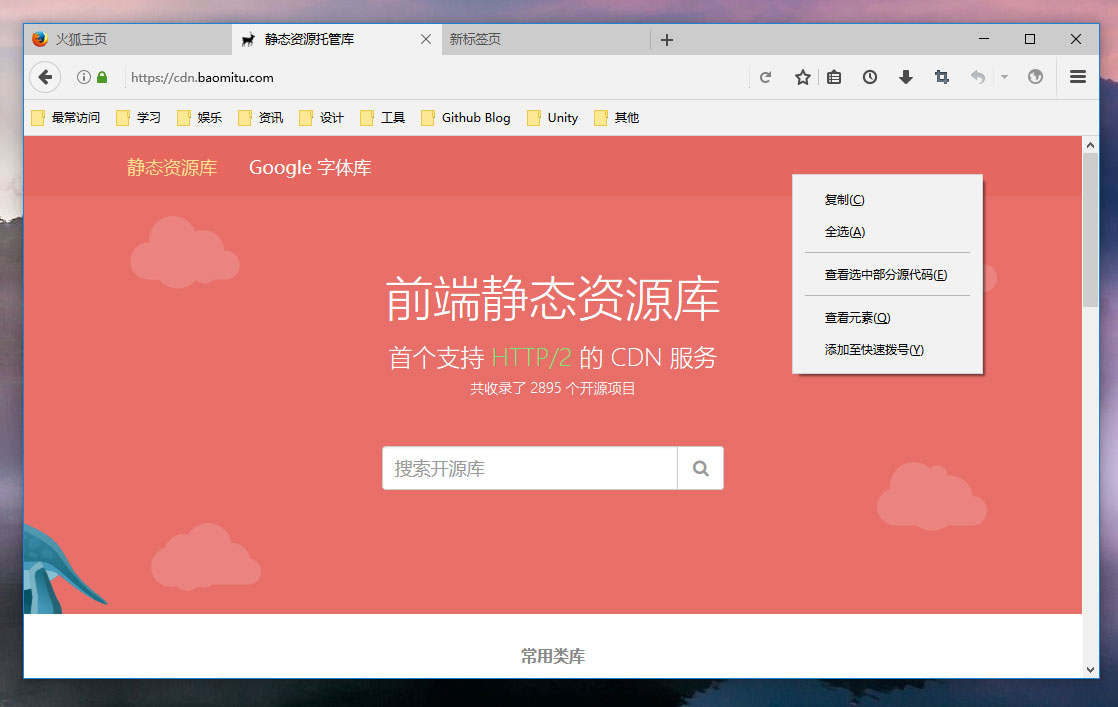 火狐主页
静态资源托管库
新标签页
https://cdn.baomitu.com
最常访问
学习
娱乐
资讯
设计
工具
Github Blog
Unity
其他
静态资源库
Google 字体库
复制(C)
全选(A)
查看选中部分源代码(E)
查看元素(Q)
添加至快速拨号(Y)
前端静态资源库
首个支持 HTTP/2 的 CDN 服务
共收录了 2895 个开源项目
搜索开源库
常用类库